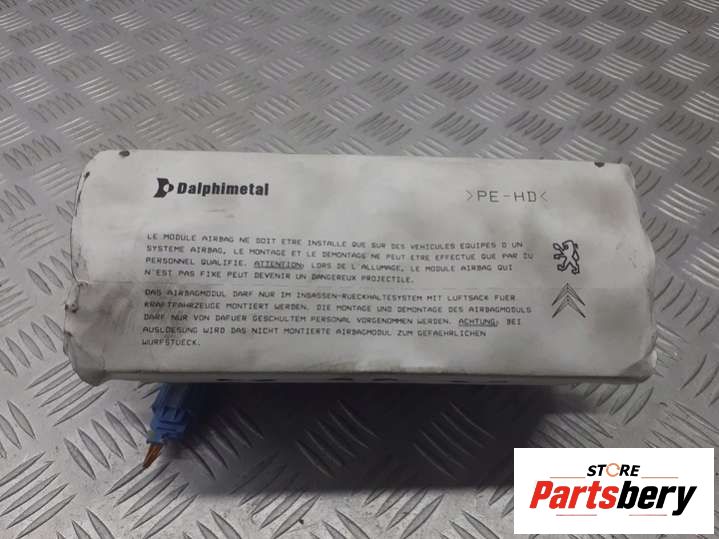 Dalphimetal
>PE-HD<
LE MODULE AIRBAG NE DOIT ETRE INSTALLE QUE SUR DES VEHICULES EQUIPES D UN
SYSTEME AIRBAG, LE MONTAGE ET LE DEMONTAGE NE PEUT ETRE EFFECTUE QUE PAR DU
PERSONNEL QUALIFIE. ATTENTION: LORS DE L'ALLUMAGE, LE MODULE AIRBAG QUI
N'EST PAS FIXE PEUT DEVENIR UN DANGEREUX PROJECTILE.
DAS AIRBAGMODUL DARF NUR IM INSASSEN-RUECKHALTESYSTEM MIT LUFTSACK FUER
KRAFTFAHRZEUGE MONTIERT WERDEN. DIE MONTAGE UND DEMONTAGE DES AIRBAGMODULS
DARF NUR VON DAFUER GESCHULTEM PERSONAL VORGENOMMEN WERDEN. ACHTUNG: BEI
AUSLOESUNG WIRD DAS NICHT MONTIERTE AIRBAGMODUL ZUM GEFAEHRLICHEN
WURFSTUECK.
STORE
Partsbery